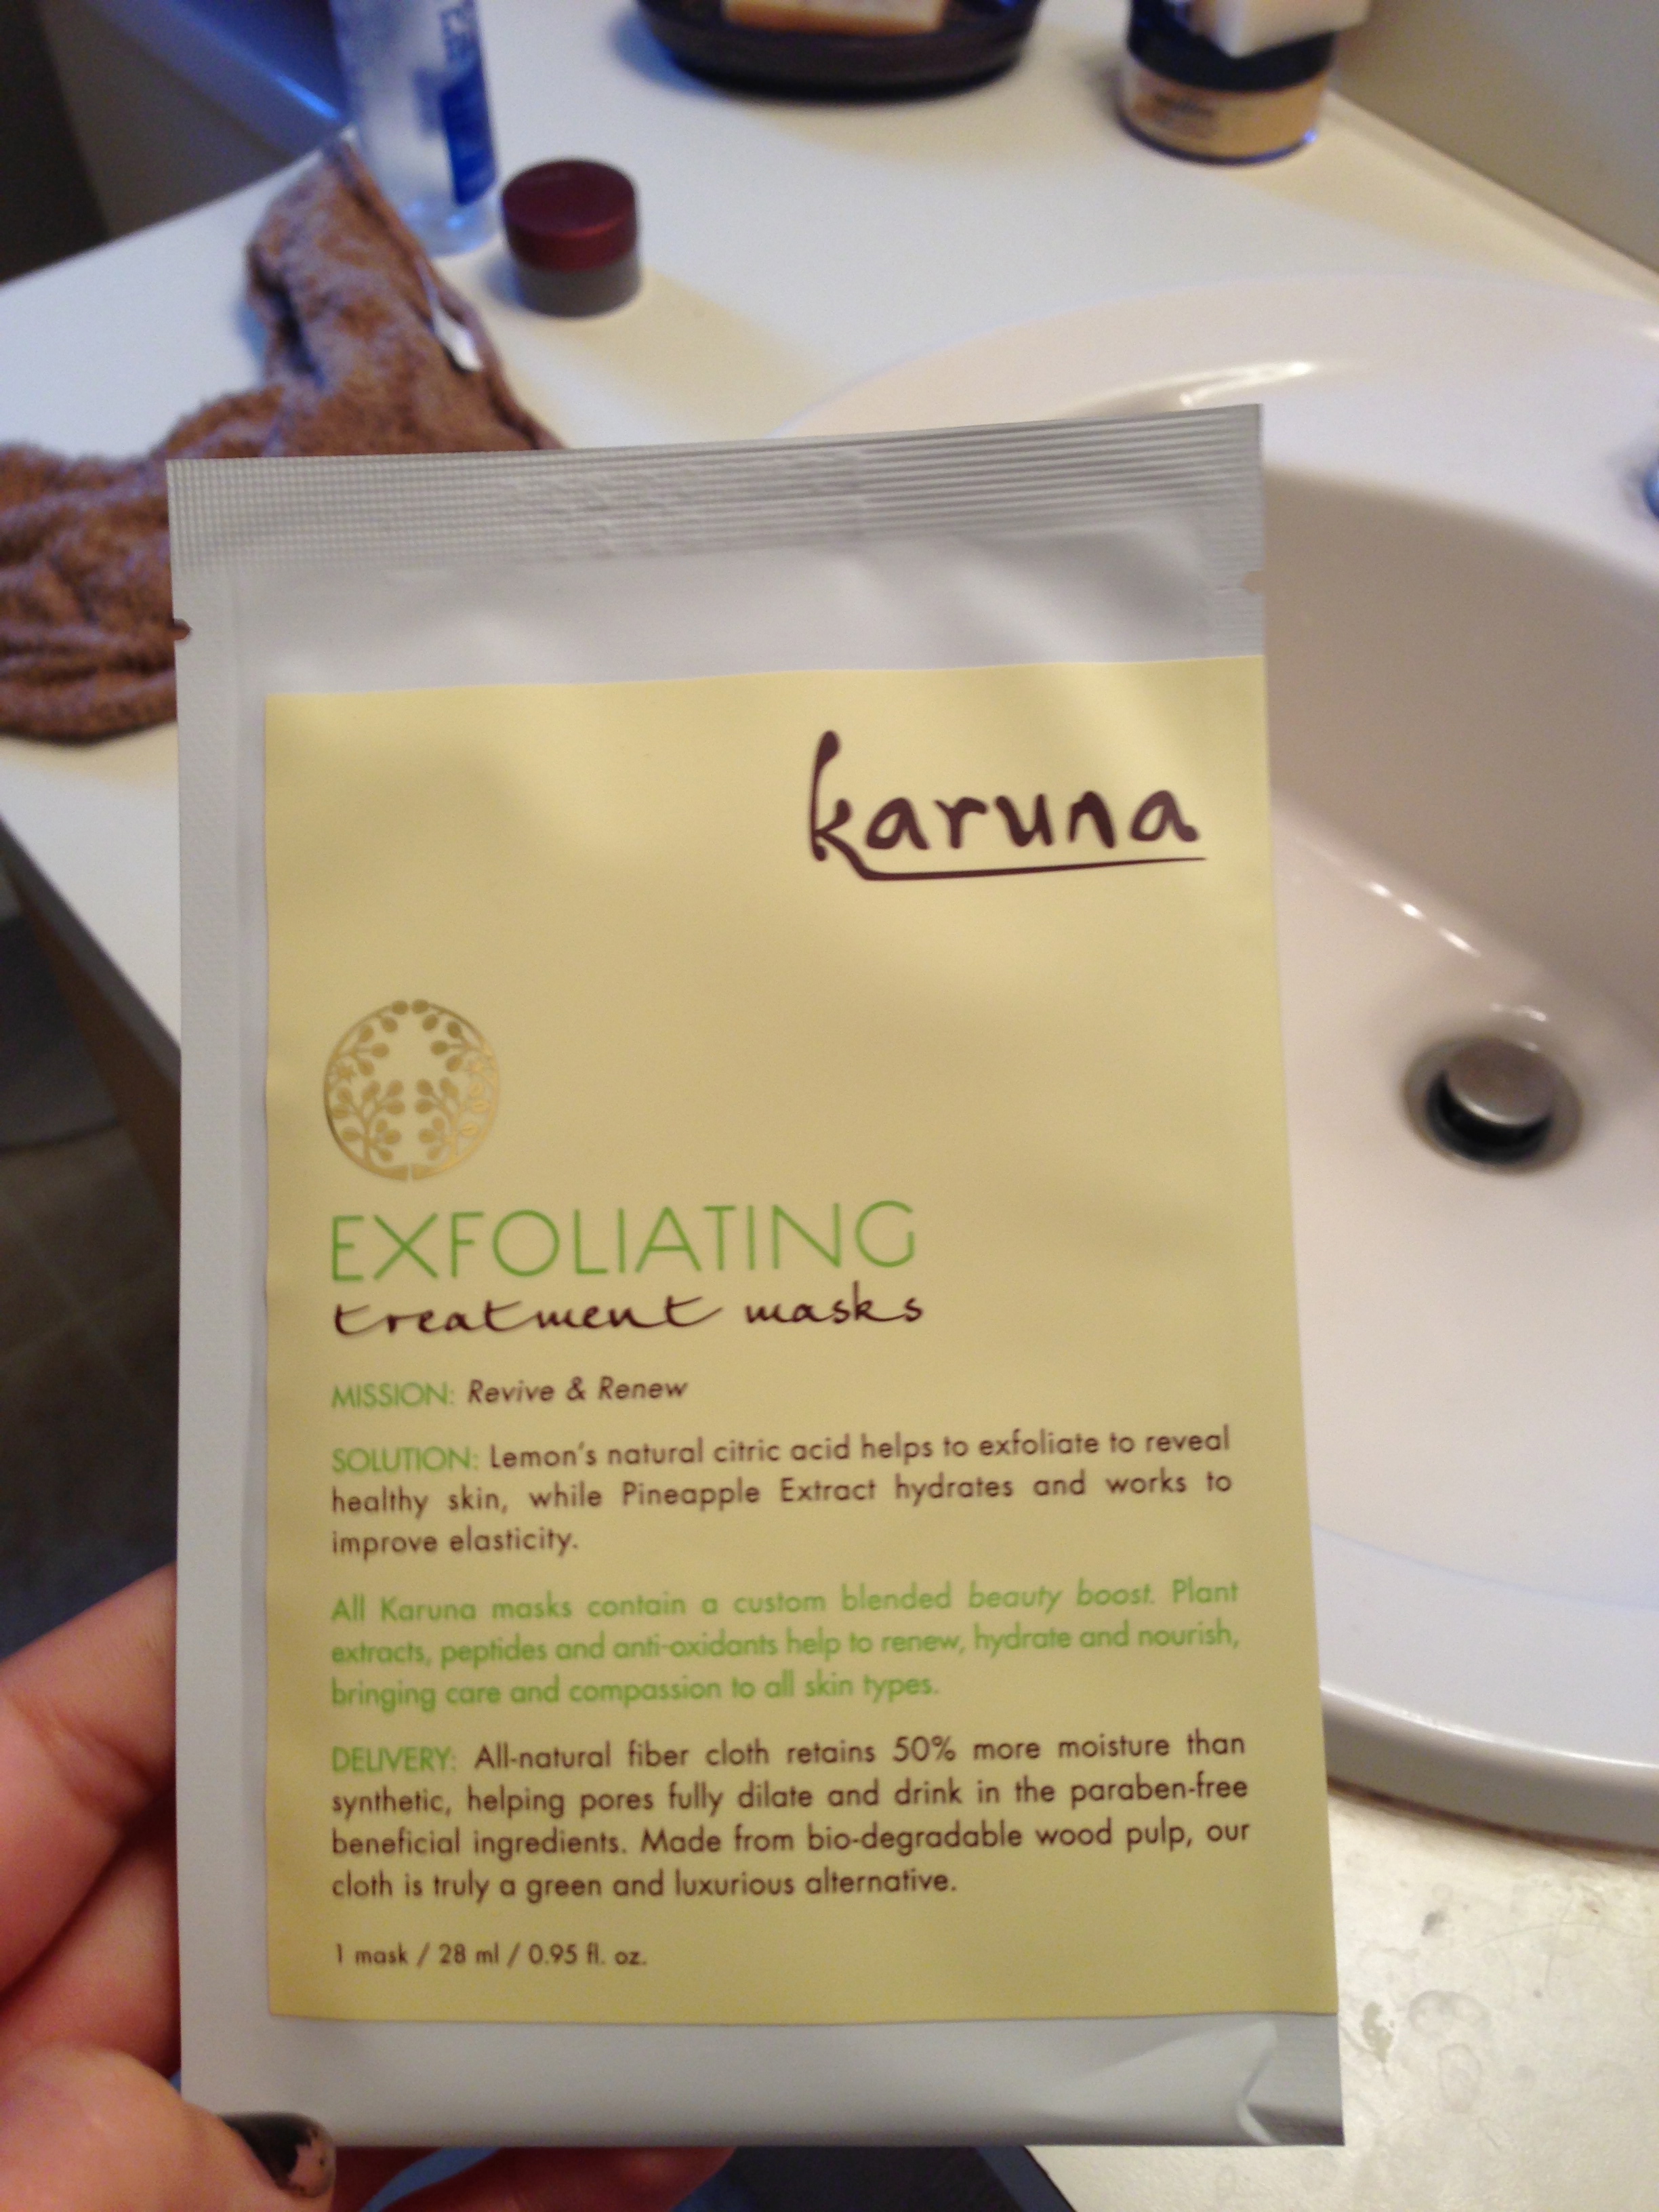 karuna
EXFOLIATING
treatment masks
MISSION: Revive & Renew
SOLUTION: Lemon's natural citric acid helps to exfoliate to reveal
healthy skin, while Pineapple Extract hydrates and works to
improve elasticity.
All Karuna masks contain a custom blended beauty boost. Plant
extracts, peptides and anti-oxidants help to renew, hydrate and nourish,
bringing care and compassion to all skin types.
DELIVERY: All-natural fiber cloth retains 50% more moisture than
synthetic, helping pores fully dilate and drink in the paraben-free
beneficial ingredients. Made from bio-degradable wood pulp, our
cloth is truly a green and luxurious alternative.
1 mask / 28 ml / 0.95 fl. oz.